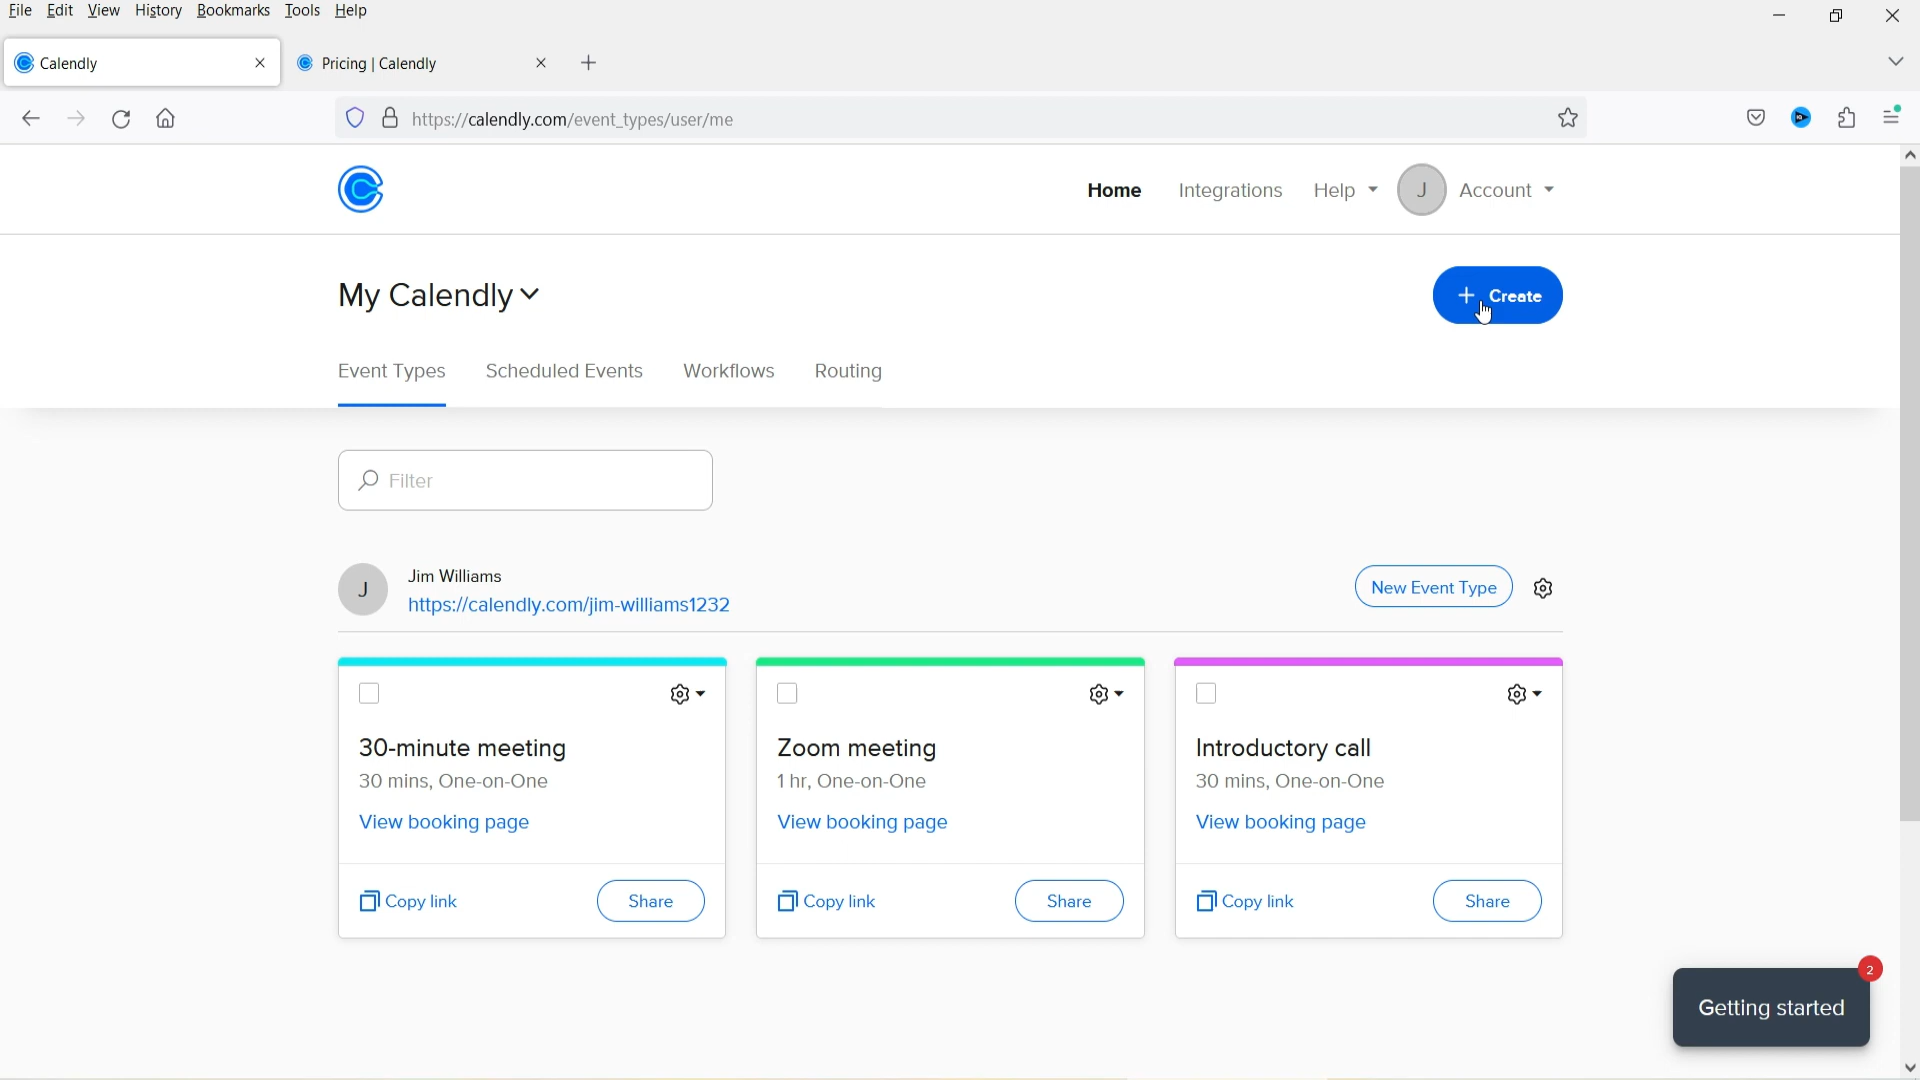 File Edit View History Bookmarks Tools Help
Calendly
Pricing | Calendly
https://calendly.com/event_types/user/me
Home Integrations Help J Account
My Calendly
+ Create
Event Types Scheduled Events Workflows Routing
Filter
J
Jim Williams
https://calendly.com/jim-williams1232
New Event Type
30-minute meeting
30 mins, One-on-One
View booking page
Copy link Share
Zoom meeting
1 hr, One-on-One
View booking page
Copy link Share
Introductory call
30 mins, One-on-One
View booking page
Copy link Share
2
Getting started